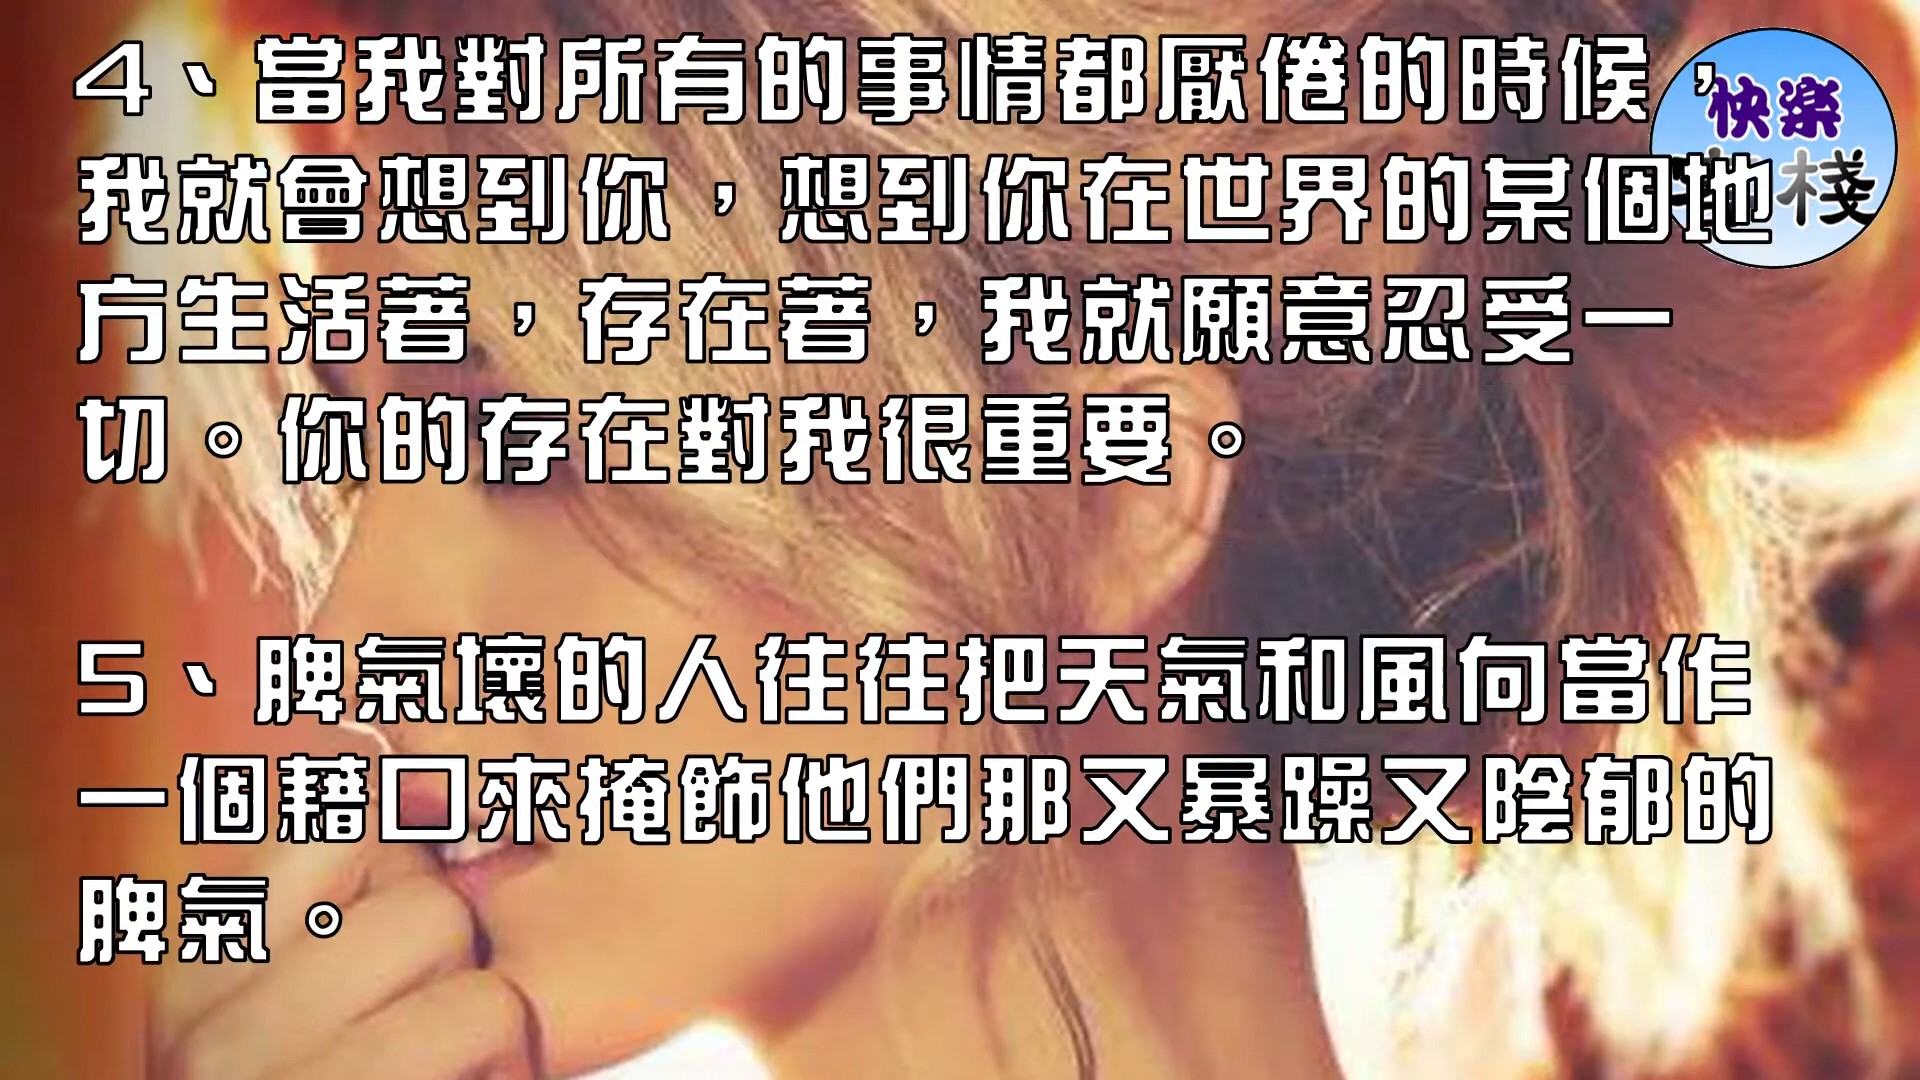 4、當我對所有的事情都厭倦的時候，
我就會想到你，想到你在世界的某個地
方生活著，存在著，我就願意忍受一
切。你的存在對我很重要。
5、脾氣壞的人往往把天氣和風向當作
一個藉口來掩飾他們那又暴躁又陰郁的
脾氣。
快樂
棧